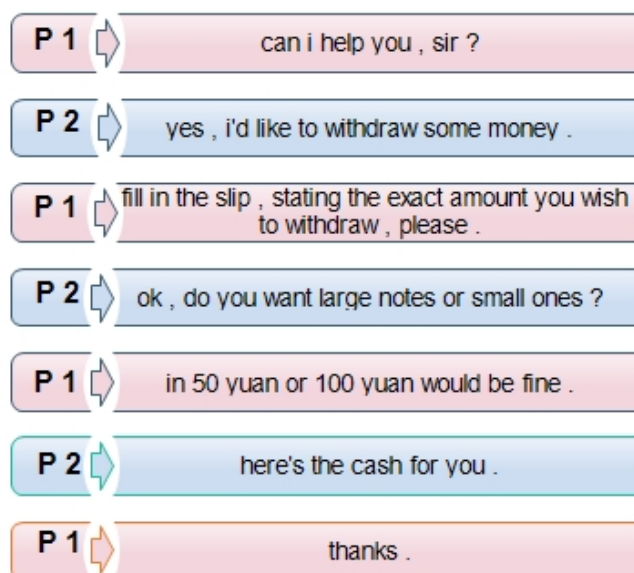 P 1 can i help you , sir ?
P 2 yes , i'd like to withdraw some money .
P 1 fill in the slip , stating the exact amount you wish
to withdraw , please .
P 2 ok , do you want large notes or small ones ?
P 1 in 50 yuan or 100 yuan would be fine .
P 2 here's the cash for you .
P 1 thanks .